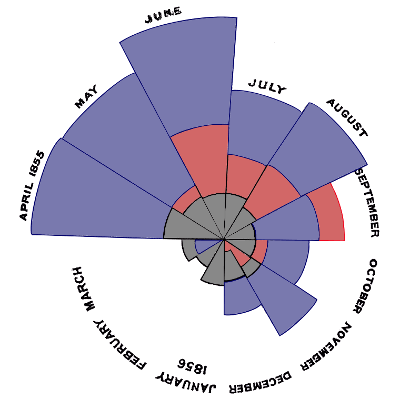 APRIL 1855
MAY
JUNE
JULY
AUGUST
SEPTEMBER
OCTOBER
NOVEMBER
DECEMBER
JANUARY
1856
FEBRUARY
MARCH